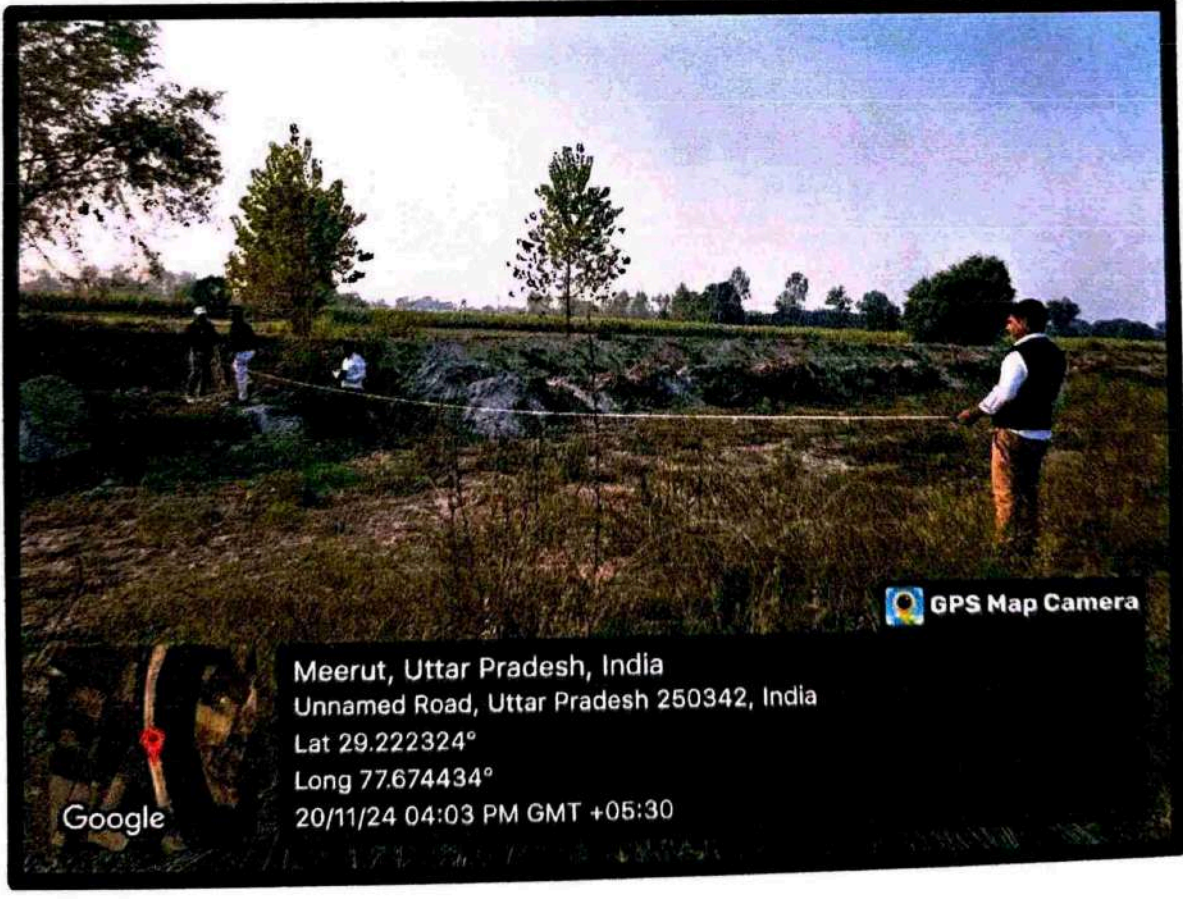 GPS Map Camera
Meerut, Uttar Pradesh, India
Unnamed Road, Uttar Pradesh 250342, India
Lat 29.222324°
Long 77.674434°
20/11/24 04:03 PM GMT +05:30
Google